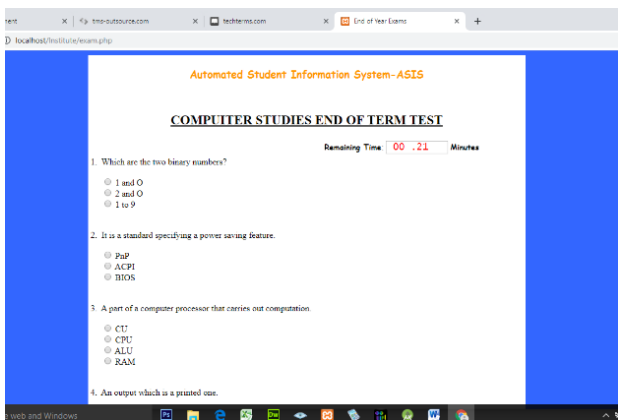 tms-outsource.com
techterms.com
End of Year Exams
localhost/Institute/exam.php
Automated Student Information System-ASIS
COMPUITER STUDIES END OF TERM TEST
Remaining Time: 00 .21 Minutes
1. Which are the two binary numbers?
1 and O
2 and O
1 to 9
2. It is a standard specifying a power saving feature.
PnP
ACPI
BIOS
3. A part of a computer processor that carries out computation.
CU
CPU
ALU
RAM
4. An output which is a printed one.
web and Windows